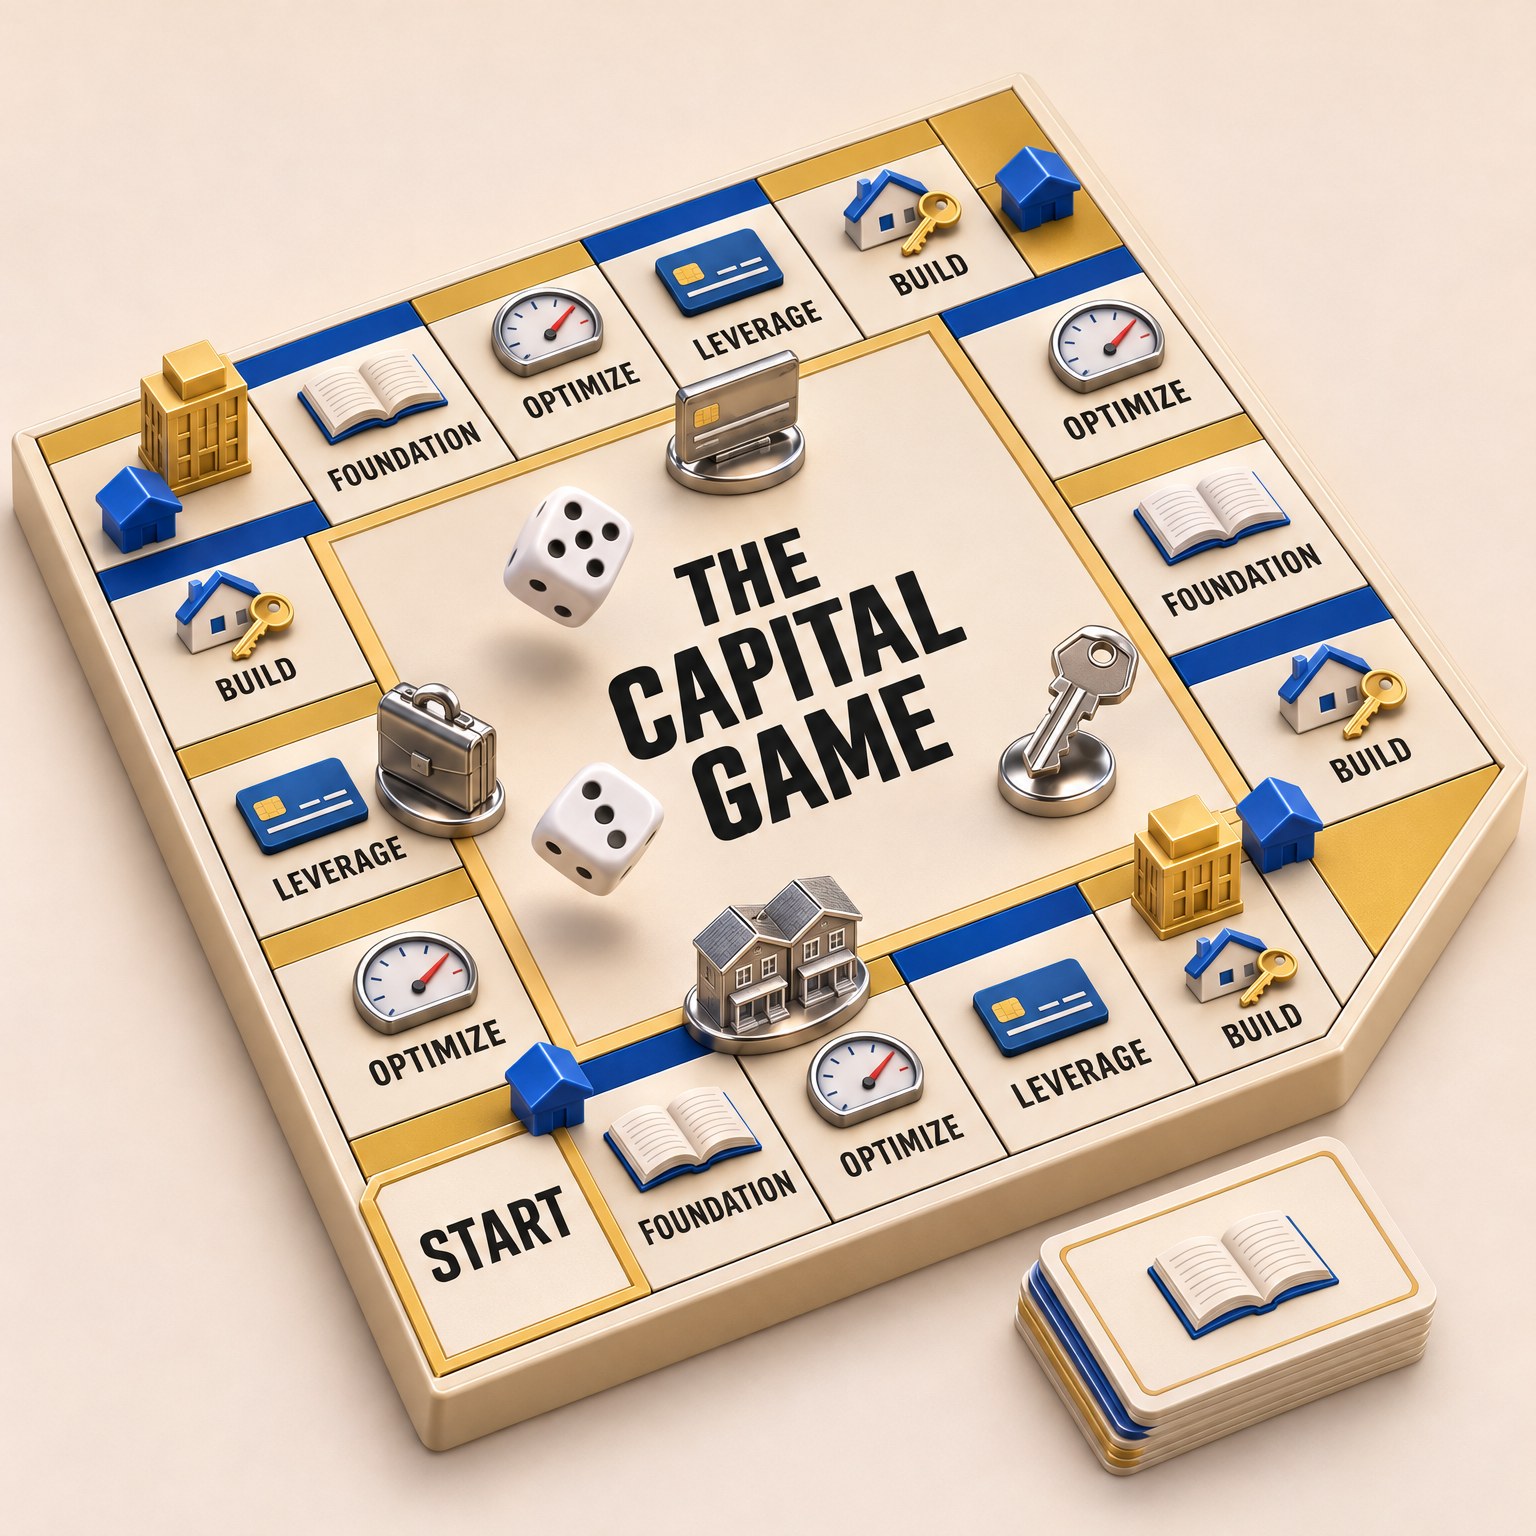 BUILD
LEVERAGE
OPTIMIZE
FOUNDATION
OPTIMIZE
FOUNDATION
BUILD
BUILD
LEVERAGE
OPTIMIZE
THE
CAPITAL
GAME
START
FOUNDATION
OPTIMIZE
LEVERAGE
BUILD